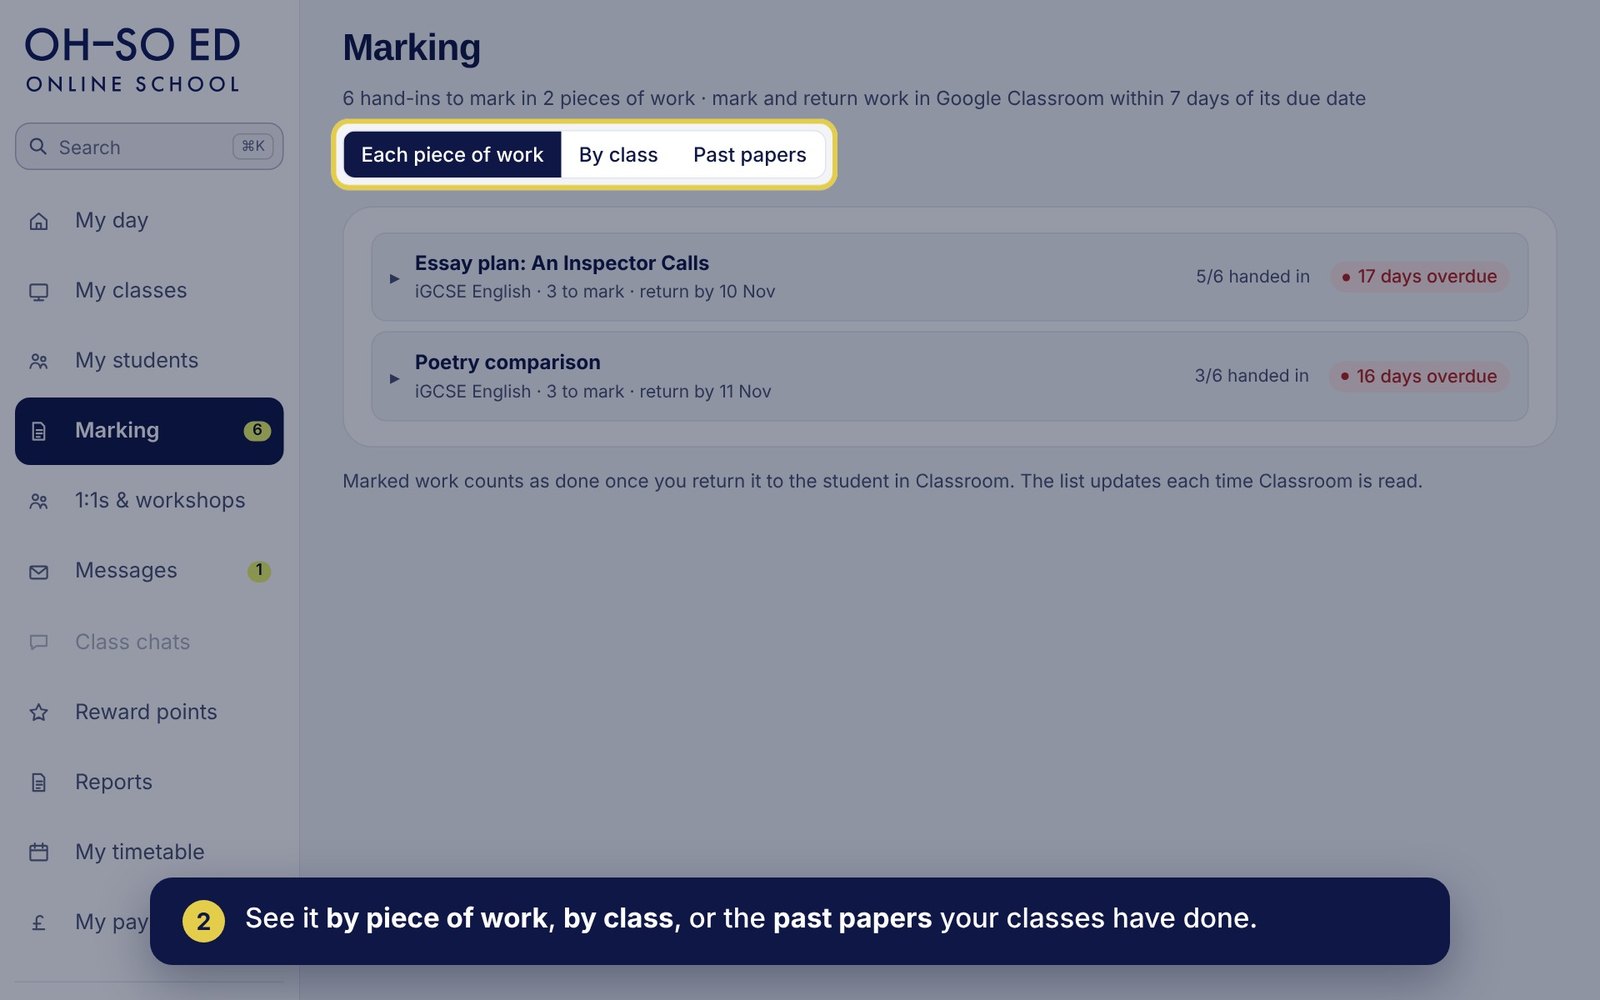 OH–SO ED
ONLINE SCHOOL
Search ⌘K
My day
My classes
My students
Marking 6
1:1s & workshops
Messages 1
Class chats
Reward points
Reports
My timetable
My pay
Marking
6 hand-ins to mark in 2 pieces of work · mark and return work in Google Classroom within 7 days of its due date
Each piece of work By class Past papers
Essay plan: An Inspector Calls
iGCSE English · 3 to mark · return by 10 Nov
5/6 handed in 17 days overdue
Poetry comparison
iGCSE English · 3 to mark · return by 11 Nov
3/6 handed in 16 days overdue
Marked work counts as done once you return it to the student in Classroom. The list updates each time Classroom is read.
2 See it by piece of work, by class, or the past papers your classes have done.